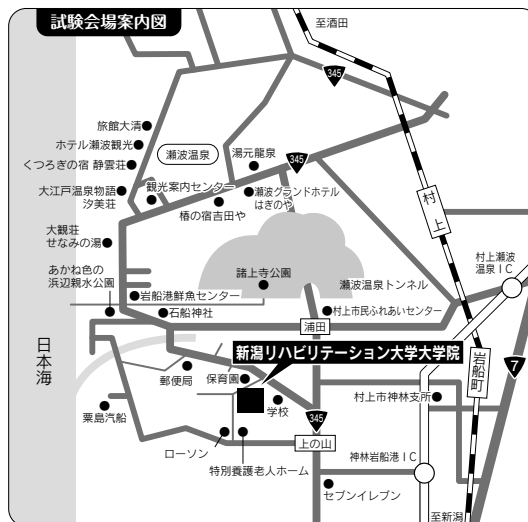 試験会場案内図
至酒田
345
旅館大清
ホテル瀬波観光
くつろぎの宿 静雲荘
瀬波温泉
湯元龍泉
345
大江戸温泉物語
汐美荘
観光案内センター
瀬波グランドホテル
はぎのや
椿の宿吉田や
村上
大観荘
せなみの湯
村上瀬波
温泉IC
あかね色の
浜辺親水公園
諸上寺公園
瀬波温泉トンネル
岩船港鮮魚センター
石船神社
村上市民ふれあいセンター
浦田
日本海
新潟リハビリテーション大学大学院
岩船町
7
郵便局
保育園
学校
村上市神林支所
粟島汽船
345
ローソン
上の山
特別養護老人ホーム
神林岩船港IC
セブンイレブン
至新潟